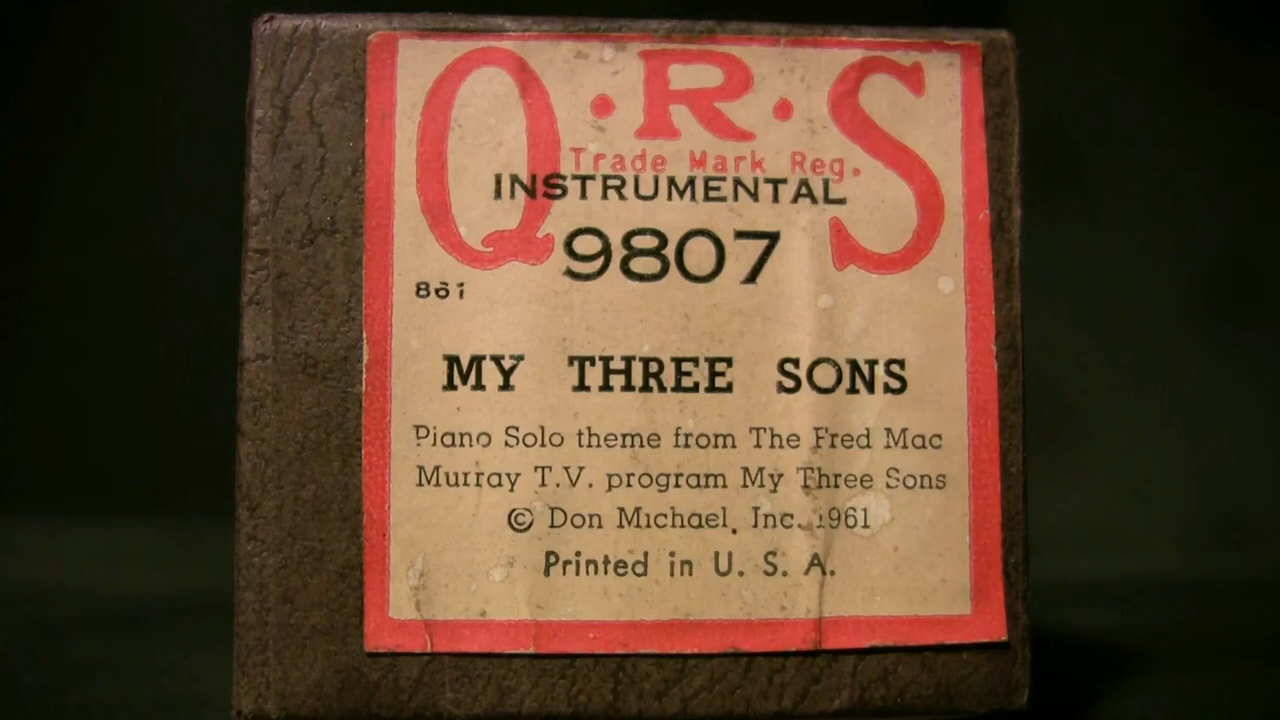 Q·R·S
Trade Mark Reg.
INSTRUMENTAL
9807
861
MY THREE SONS
Piano Solo theme from The Fred Mac
Murray T.V. program My Three Sons
© Don Michael, Inc. 1961
Printed in U. S. A.